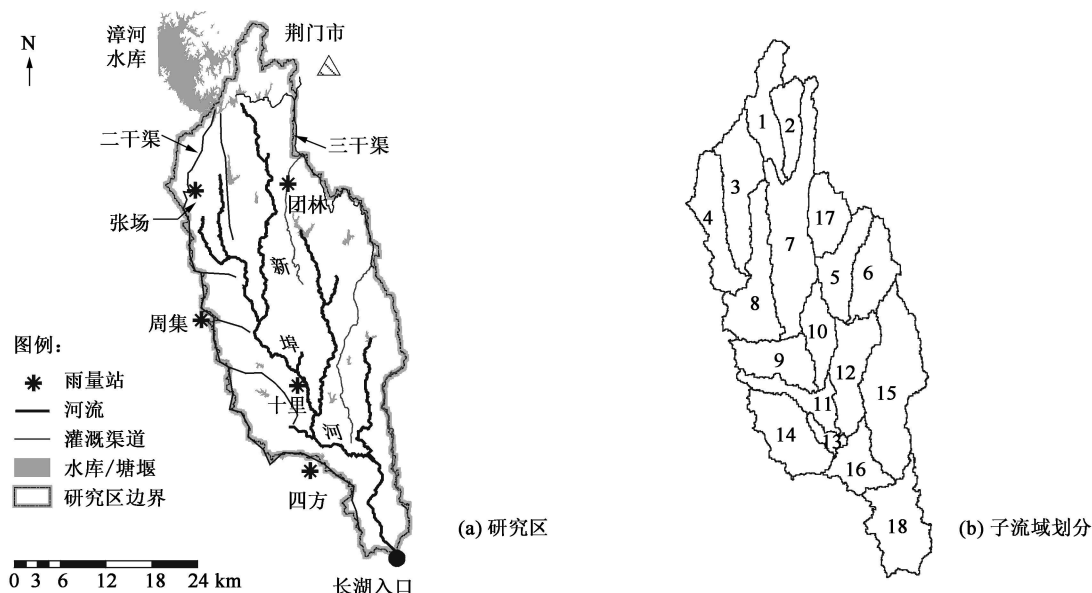 N
漳河
水库
荆门市
二干渠
三干渠
张场
团林
新
周集
埠
十里
河
四方
长湖入口
图例：
雨量站
河流
灌溉渠道
水库/塘堰
研究区边界
0 3 6 12 18 24 km
(a) 研究区
1
2
3
4
17
7
5
6
8
10
9
12
15
11
14
13
16
18
(b) 子流域划分